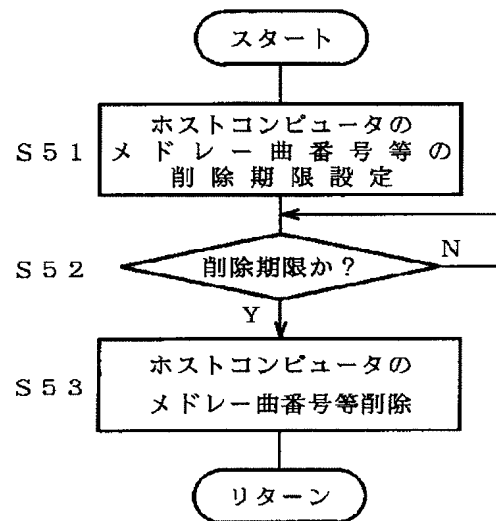 スタート
S51
ホストコンピュータの
メドレー曲番号等の
削除期限設定
S52
削除期限か？
N
Y
S53
ホストコンピュータの
メドレー曲番号等削除
リターン